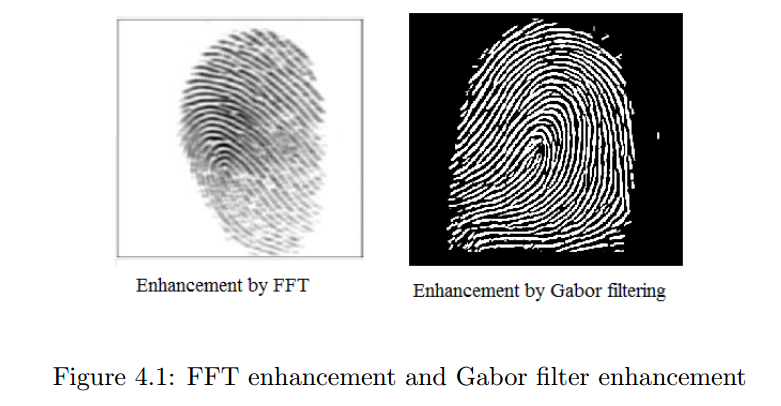 Enhancement by FFT
Enhancement by Gabor filtering
Figure 4.1: FFT enhancement and Gabor filter enhancement